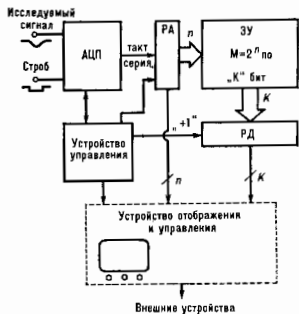 Исследуемый
сигнал
Строб
АЦП
такт
серия
РА
n
ЗУ
М=2ⁿ по
„К" бит
К
Устройство
управления
„+1"
РД
n
К
Устройство отображения
и управления
Внешние устройства